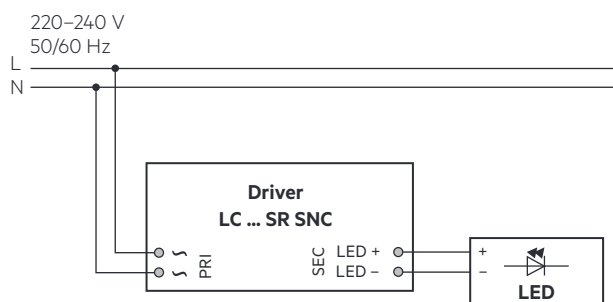 220–240 V
50/60 Hz
L
N
Driver
LC ... SR SNC
~ PRI SEC LED + +
~ LED – –
LED